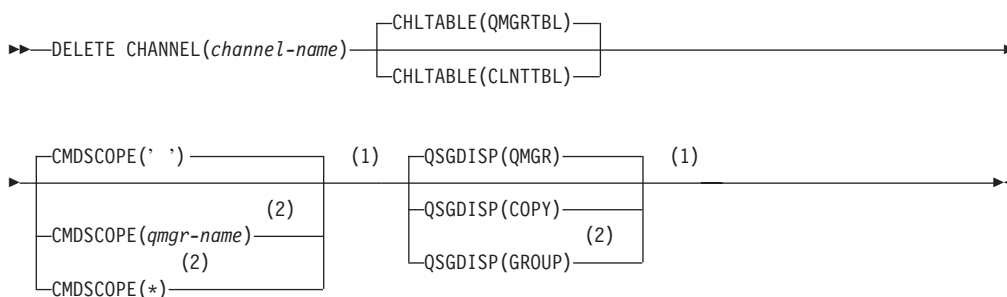 CHLTABLE(QMGRTBL)
DELETE CHANNEL(channel-name)
CHLTABLE(CLNTTBL)
CMDSCOPE(’ ’) (1) QSGDISP(QMGR) (1)
(2) QSGDISP(COPY)
CMDSCOPE(qmgr-name) (2)
(2) QSGDISP(GROUP)
CMDSCOPE(*)